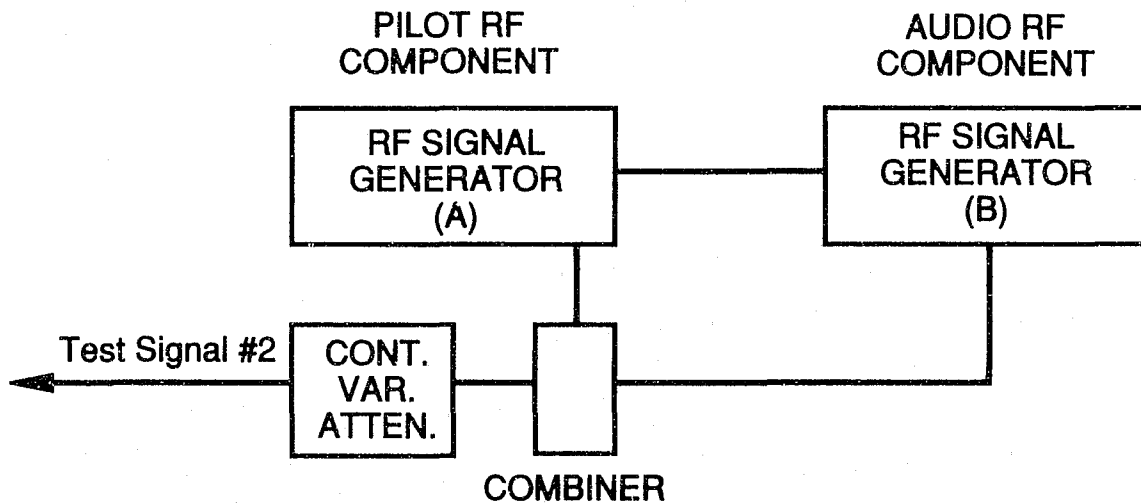 PILOT RF
COMPONENT
AUDIO RF
COMPONENT
RF SIGNAL
GENERATOR
(A)
RF SIGNAL
GENERATOR
(B)
Test Signal #2
CONT.
VAR.
ATTEN.
COMBINER